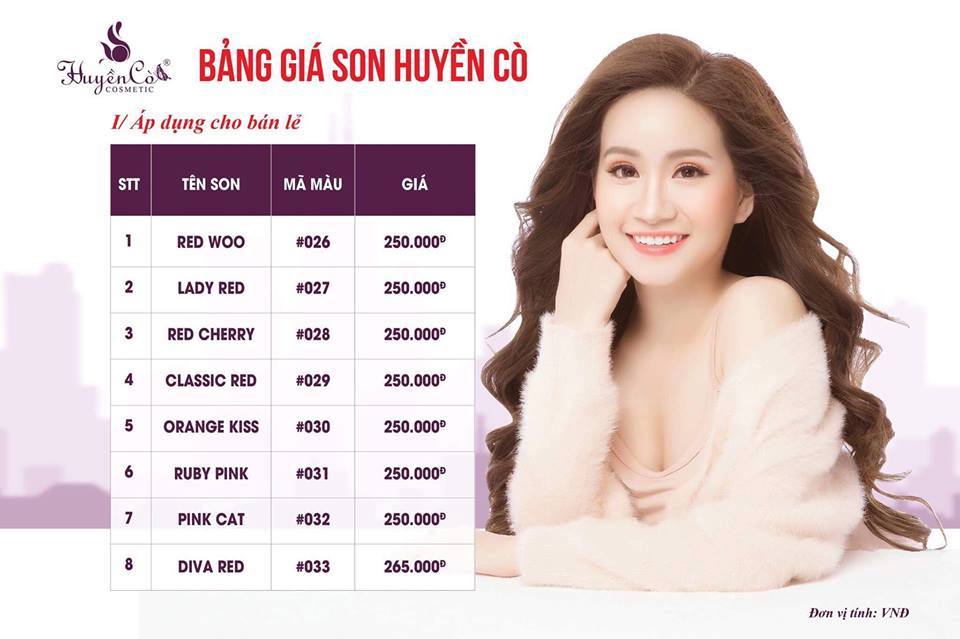 HuyềnCò®
COSMETIC
BẢNG GIÁ SON HUYỀN CÒ
I/ Áp dụng cho bán lẻ
STT TÊN SON MÃ MÀU GIÁ
1 RED WOO #026 250.000Đ
2 LADY RED #027 250.000Đ
3 RED CHERRY #028 250.000Đ
4 CLASSIC RED #029 250.000Đ
5 ORANGE KISS #030 250.000Đ
6 RUBY PINK #031 250.000Đ
7 PINK CAT #032 250.000Đ
8 DIVA RED #033 265.000Đ
Đơn vị tính: VNĐ